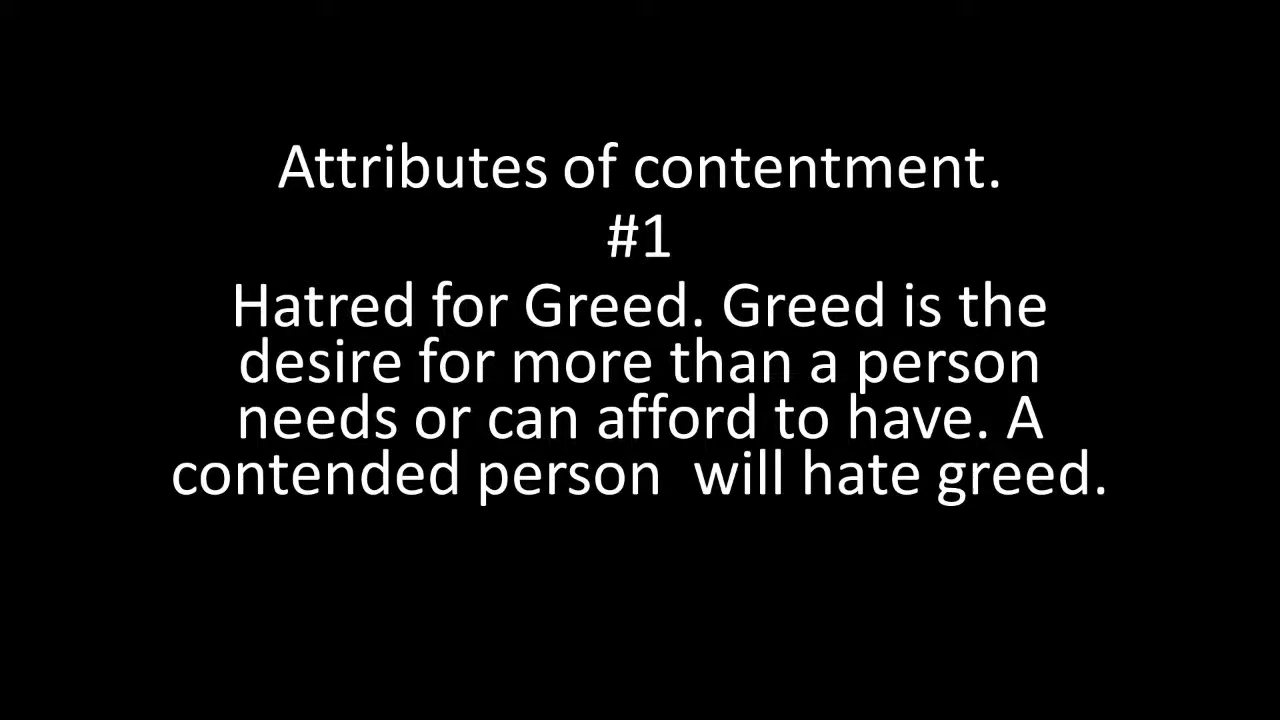 Attributes of contentment.
#1
Hatred for Greed. Greed is the
desire for more than a person
needs or can afford to have. A
contended person  will hate greed.